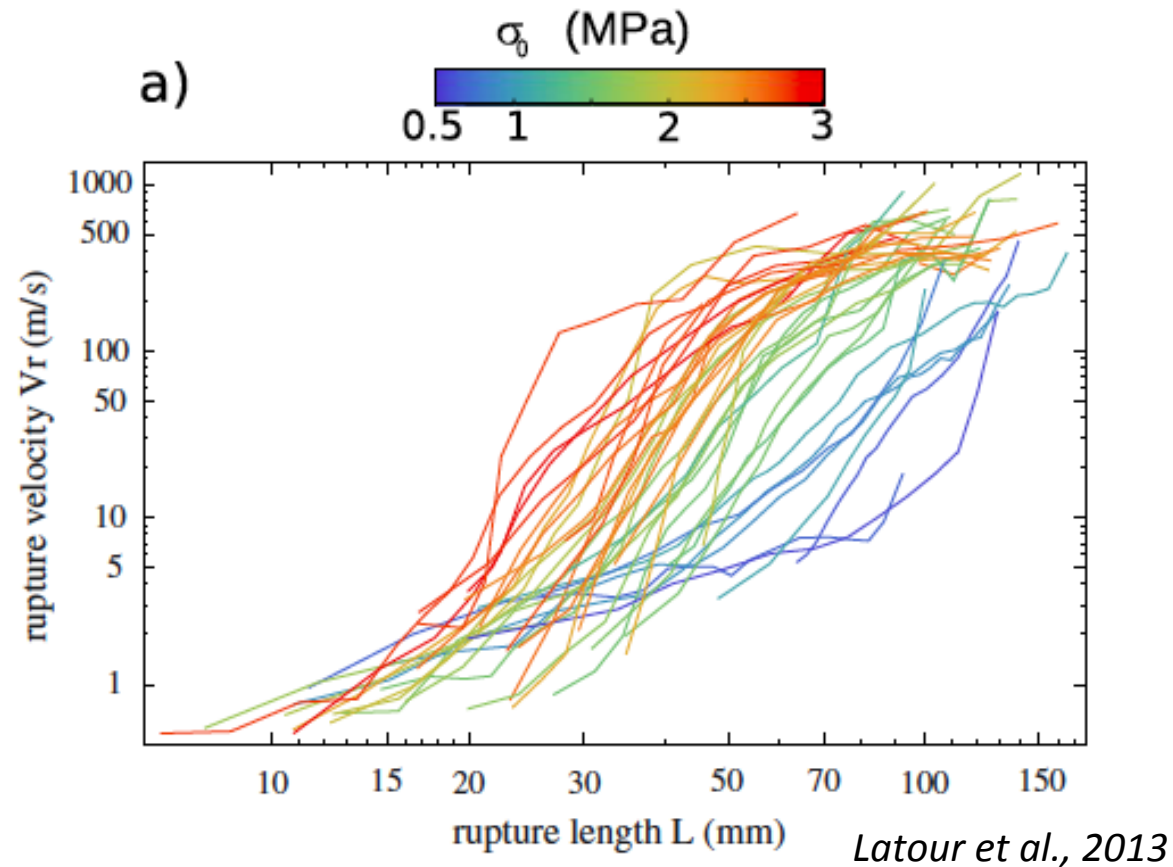 a)
σ₀ (MPa)
0.5 1 2 3
1000
500
100
50
10
5
1
rupture velocity Vr (m/s)
10 15 20 30 50 70 100 150
rupture length L (mm)
Latour et al., 2013